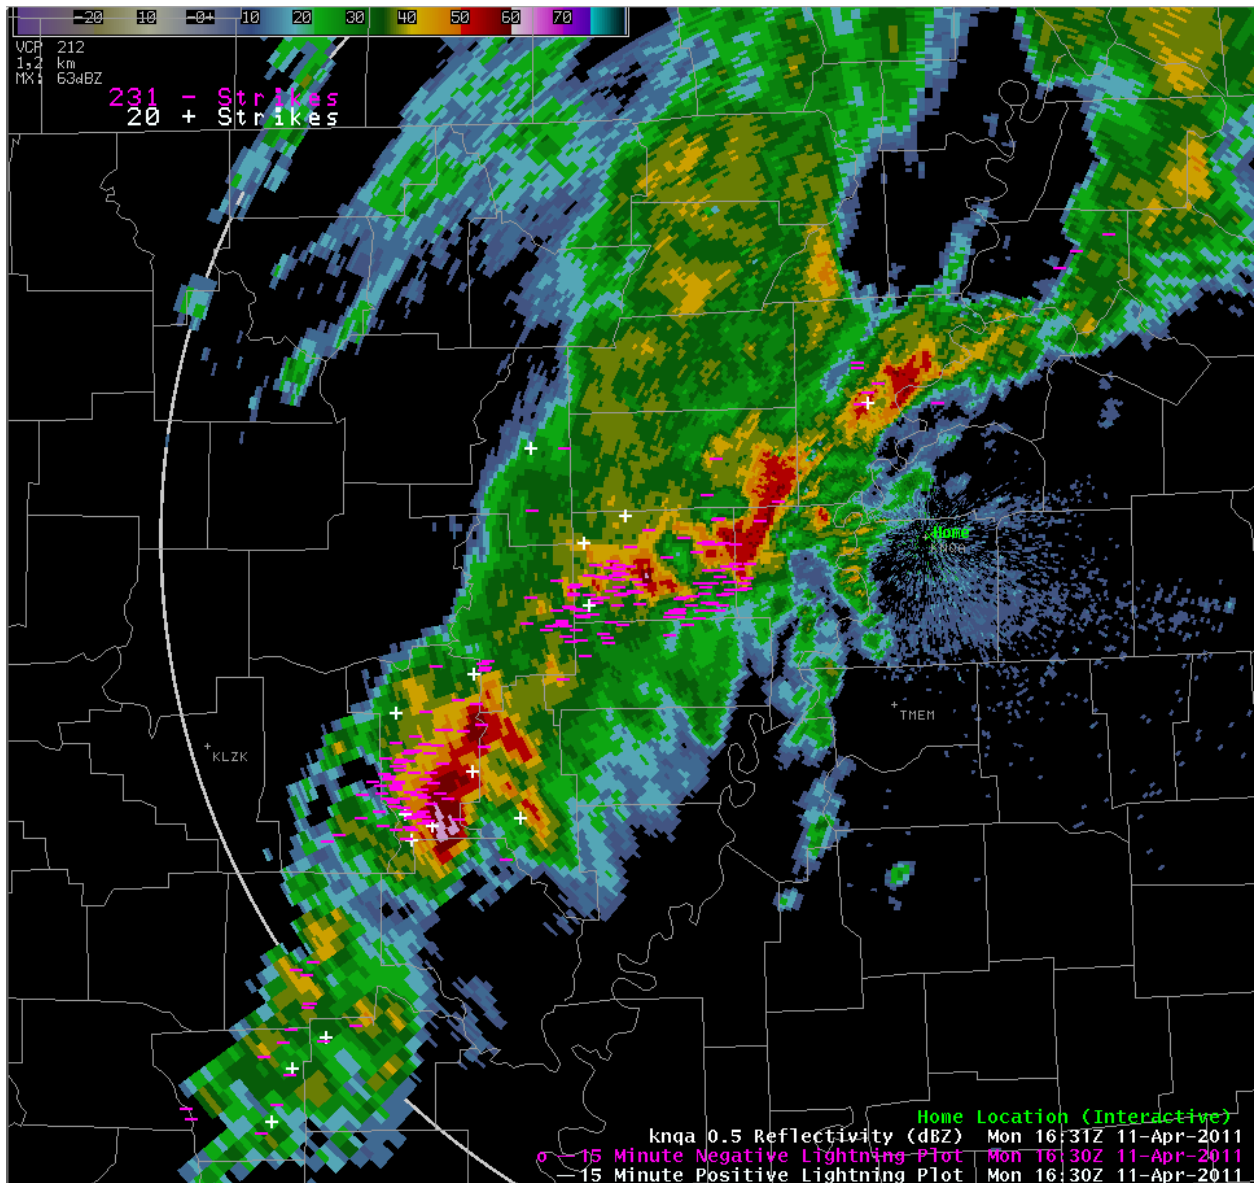 -20 10 -0+ 10 20 30 40 50 60 70
VCP 212
1,2 km
MX: 63dBZ
231 - Strikes
20 + Strikes
Home
KNQA
TMEM
KLZK
Home Location (Interactive)
knqa 0.5 Reflectivity (dBZ) Mon 16:31Z 11-Apr-2011
15 Minute Negative Lightning Plot Mon 16:30Z 11-Apr-2011
15 Minute Positive Lightning Plot Mon 16:30Z 11-Apr-2011